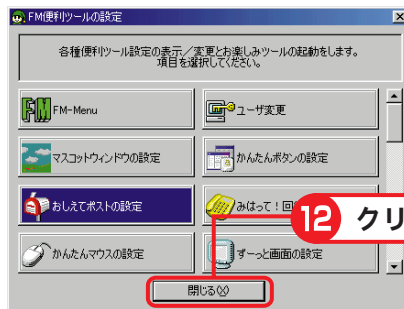 FM便利ツールの設定
各種便利ツール設定の表示／変更とお楽しみツールの起動をします。
項目を選択してください。
FM-Menu
ユーザ変更
マスコットウィンドウの設定
かんたんボタンの設定
おしえてポストの設定
みはって！回
12 クリ
かんたんマウスの設定
ずーっと画面の設定
閉じる(X)